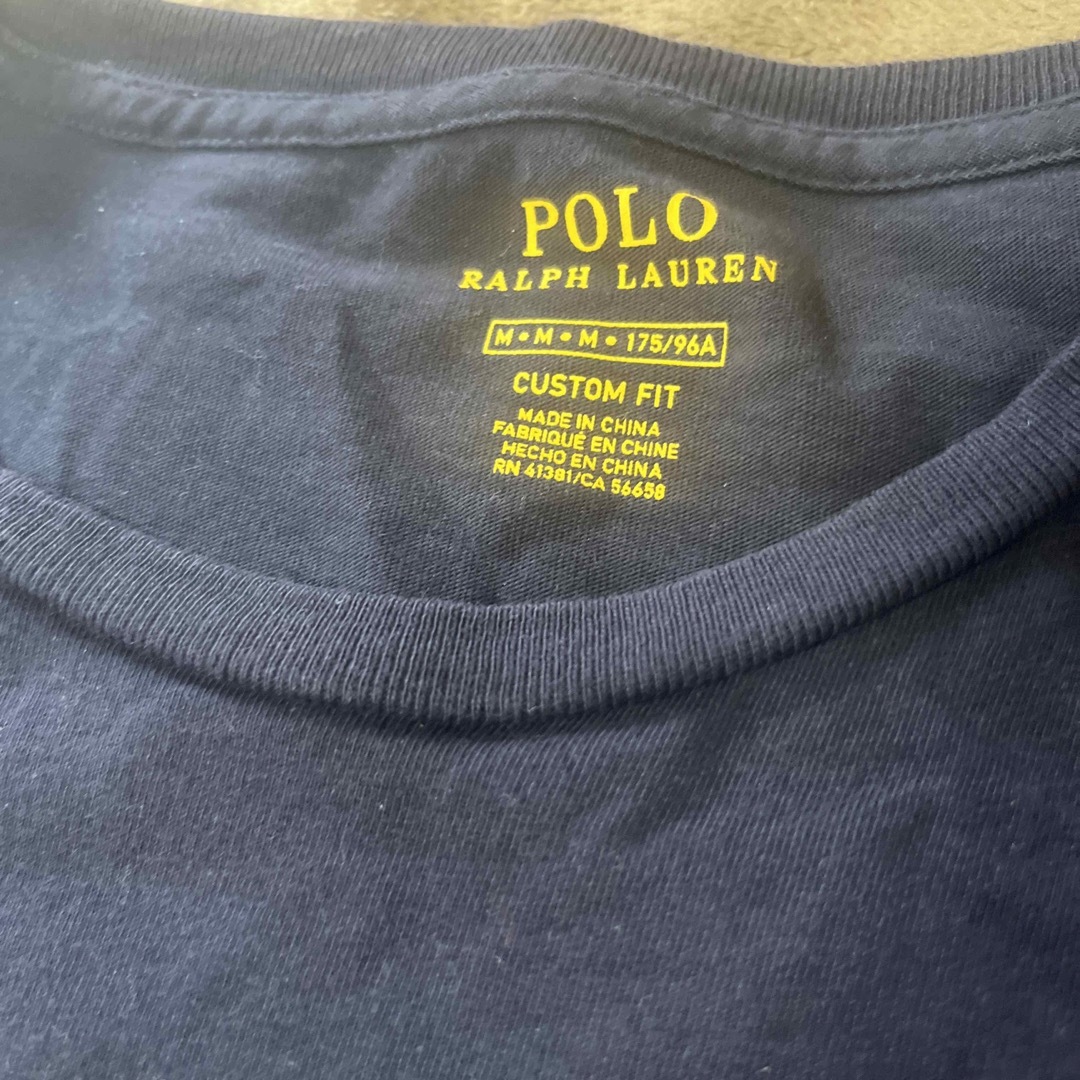 POLO
RALPH LAUREN
M•M•M•175/96A
CUSTOM FIT
MADE IN CHINA
FABRIQUÉ EN CHINE
HECHO EN CHINA
RN 41381/CA 56658